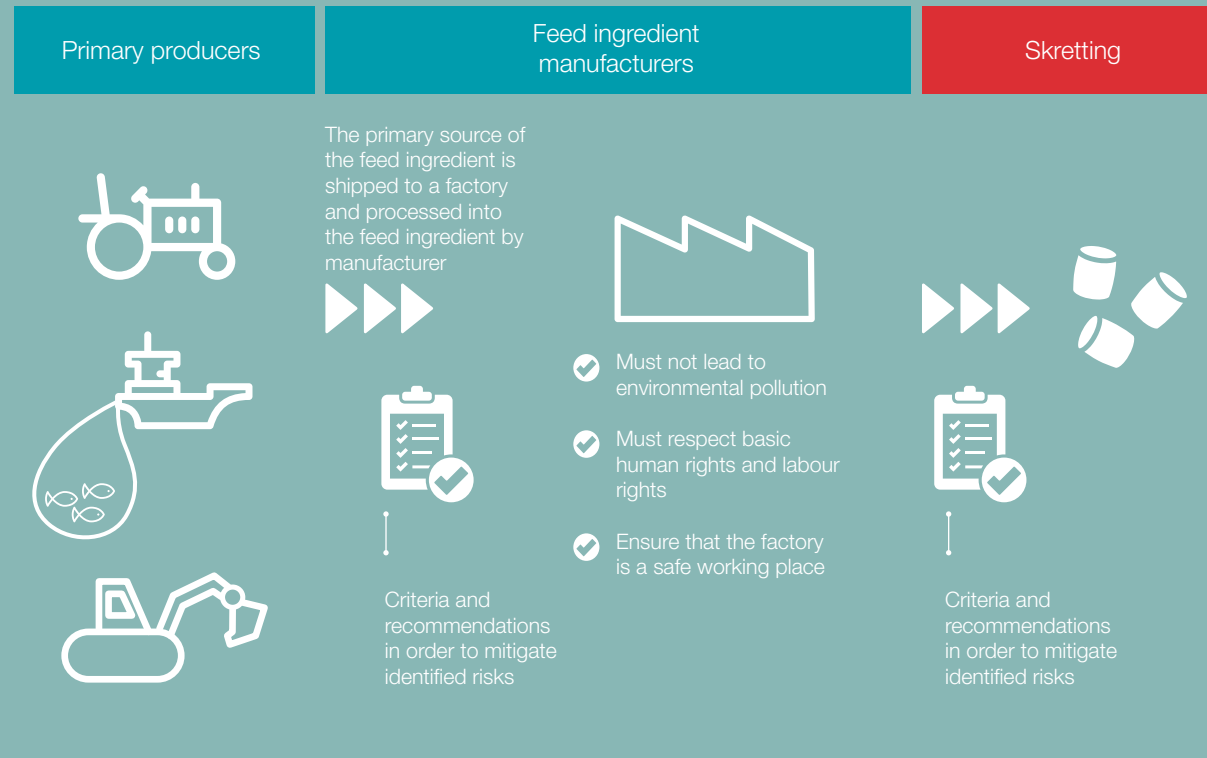 Primary producers
Feed ingredient
manufacturers
Skretting
The primary source of
the feed ingredient is
shipped to a factory
and processed into
the feed ingredient by
manufacturer
Must not lead to
environmental pollution
Must respect basic
human rights and labour
rights
Ensure that the factory
is a safe working place
Criteria and
recommendations
in order to mitigate
identified risks
Criteria and
recommendations
in order to mitigate
identified risks